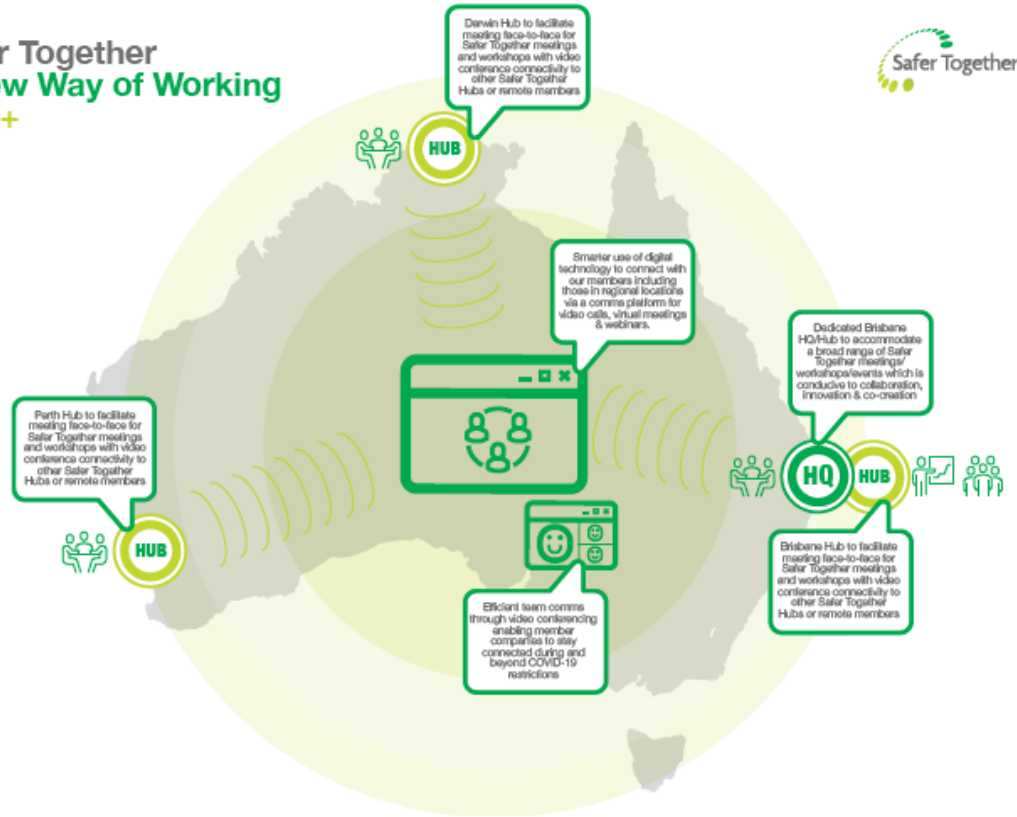 r Together
ew Way of Working
+
Safer Together
Darwin Hub to facilitate
meeting face-to-face for
Safer Together meetings
and workshops with video
conference connectivity to
other Safer Together
Hubs or remote members
HUB
Smarter use of digital
technology to connect with
our members including
those in regional locations
via a comms platform for
video calls, virtual meetings
& webinars.
Dedicated Brisbane
HQ/Hub to accommodate
a broad range of Safer
Together meetings/
workshops/events which is
conducive to collaboration,
innovation & co-creation
Perth Hub to facilitate
meeting face-to-face for
Safer Together meetings
and workshops with video
conference connectivity to
other Safer Together
Hubs or remote members
HQ
HUB
HUB
Brisbane Hub to facilitate
meeting face-to-face for
Safer Together meetings
and workshops with video
conference connectivity to
other Safer Together
Hubs or remote members
Efficient team comms
through video conferencing
enabling member
companies to stay
connected during and
beyond COVID-19
restrictions